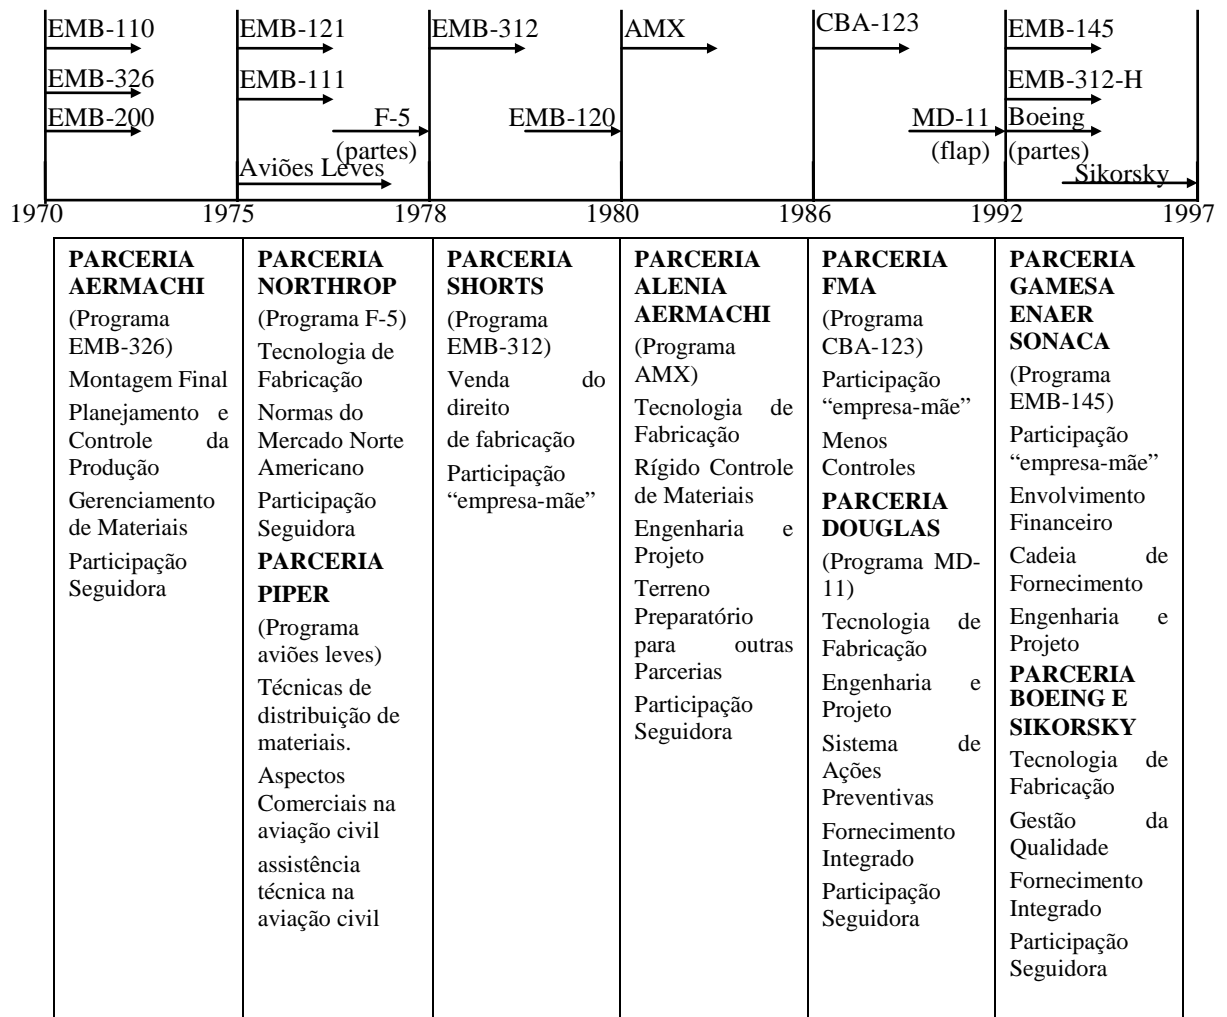 EMB-110
EMB-121
EMB-312
AMX
CBA-123
EMB-145
EMB-326
EMB-111
EMB-312-H
EMB-200
F-5
EMB-120
MD-11
Boeing
(partes)
(flap)
(partes)
Aviões Leves
Sikorsky
1970
1975
1978
1980
1986
1992
1997
PARCERIA
AERMACHI
(Programa
EMB-326)
Montagem Final
Planejamento e
Controle da
Produção
Gerenciamento
de Materiais
Participação
Seguidora
PARCERIA
NORTHROP
(Programa F-5)
Tecnologia de
Fabricação
Normas do
Mercado Norte
Americano
Participação
Seguidora
PARCERIA
PIPER
(Programa
aviões leves)
Técnicas de
distribuição de
materiais.
Aspectos
Comerciais na
aviação civil
assistência
técnica na
aviação civil
PARCERIA
SHORTS
(Programa
EMB-312)
Venda do
direito
de fabricação
Participação
“empresa-mãe”
PARCERIA
ALENIA
AERMACHI
(Programa
AMX)
Tecnologia de
Fabricação
Rígido Controle
de Materiais
Engenharia e
Projeto
Terreno
Preparatório
para outras
Parcerias
Participação
Seguidora
PARCERIA
FMA
(Programa
CBA-123)
Participação
“empresa-mãe”
Menos
Controles
PARCERIA
DOUGLAS
(Programa MD-
11)
Tecnologia de
Fabricação
Engenharia e
Projeto
Sistema de
Ações
Preventivas
Fornecimento
Integrado
Participação
Seguidora
PARCERIA
GAMESA
ENAER
SONACA
(Programa
EMB-145)
Participação
“empresa-mãe”
Envolvimento
Financeiro
Cadeia de
Fornecimento
Engenharia e
Projeto
PARCERIA
BOEING E
SIKORSKY
Tecnologia de
Fabricação
Gestão da
Qualidade
Fornecimento
Integrado
Participação
Seguidora